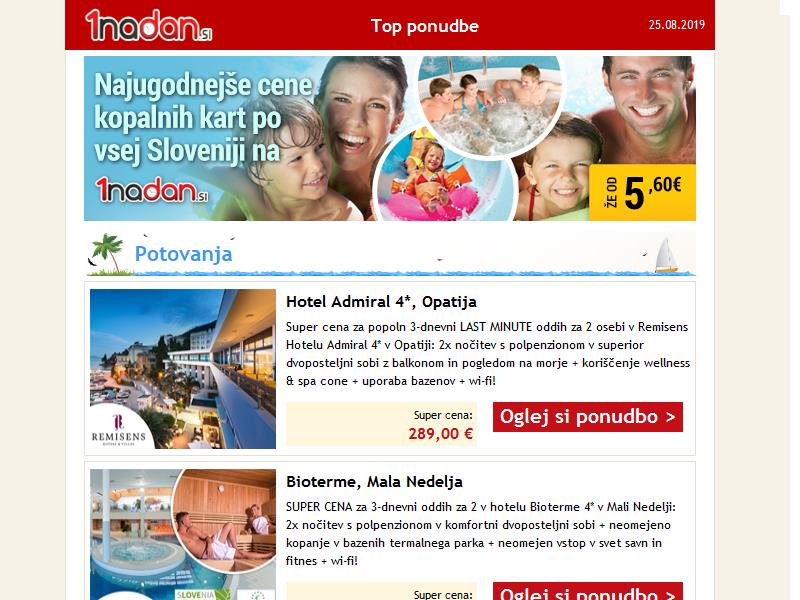 1nadan.si
Top ponudbe
25.08.2019
Najugodnejše cene
kopalnih kart po
vsej Sloveniji na
1nadan.si
ŽE OD 5,60€
Potovanja
Hotel Admiral 4*, Opatija
Super cena za popoln 3-dnevni LAST MINUTE oddih za 2 osebi v Remisens
Hotelu Admiral 4* v Opatiji: 2x nočitev s polpenzionom v superior
dvoposteljni sobi z balkonom in pogledom na morje + koriščenje wellness
& spa cone + uporaba bazenov + wi-fi!
REMISENS
Super cena:
289,00 €
Oglej si ponudbo >
Bioterme, Mala Nedelja
SUPER CENA za 3-dnevni oddih za 2 v hotelu Bioterme 4* v Mali Nedelji:
2x nočitev s polpenzionom v komfortni dvoposteljni sobi + neomejeno
kopanje v bazenih termalnega parka + neomejen vstop v svet savn in
fitnes + wi-fi!
SLOVENIA
Super cena:
Oglej si ponudbo >